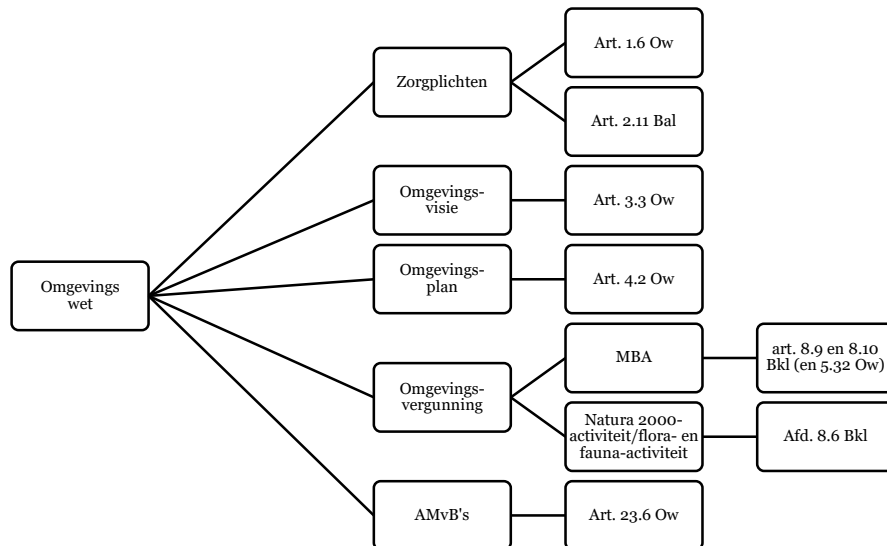 Zorgplichten
Art. 1.6 Ow
Art. 2.11 Bal
Omgevings-
visie
Art. 3.3 Ow
Omgevings
wet
Omgevings-
plan
Art. 4.2 Ow
Omgevings-
vergunning
MBA
art. 8.9 en 8.10
Bkl (en 5.32 Ow)
Natura 2000-
activiteit/flora- en
fauna-activiteit
Afd. 8.6 Bkl
AMvB's
Art. 23.6 Ow